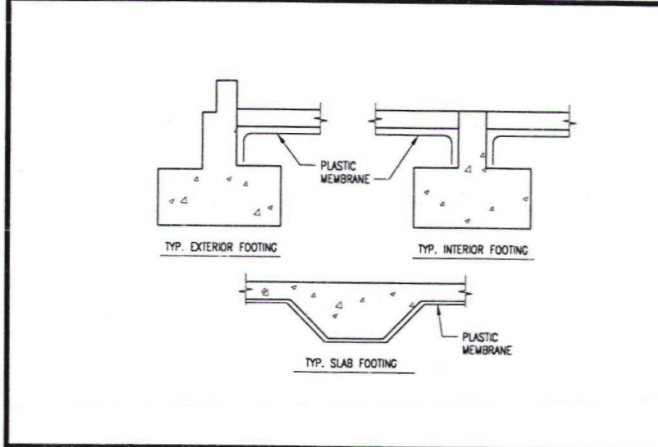 PLASTIC
MEMBRANE
TYP. EXTERIOR FOOTING
TYP. INTERIOR FOOTING
PLASTIC
MEMBRANE
TYP. SLAB FOOTING